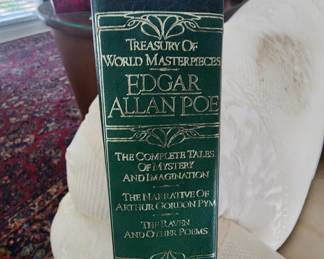 TREASURY OF
WORLD MASTERPIECES
EDGAR
ALLAN POE
THE COMPLETE TALES
OF MYSTERY
AND IMAGINATION
THE NARRATIVE OF
ARTHUR GORDON PYM
THE RAVEN
AND OTHER POEMS